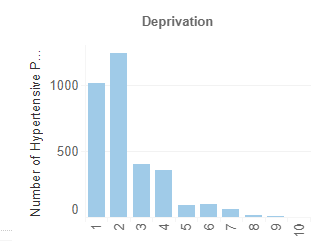 Deprivation
Number of Hypertensive P...
1000
500
0
1 2 3 4 5 6 7 8 9 10